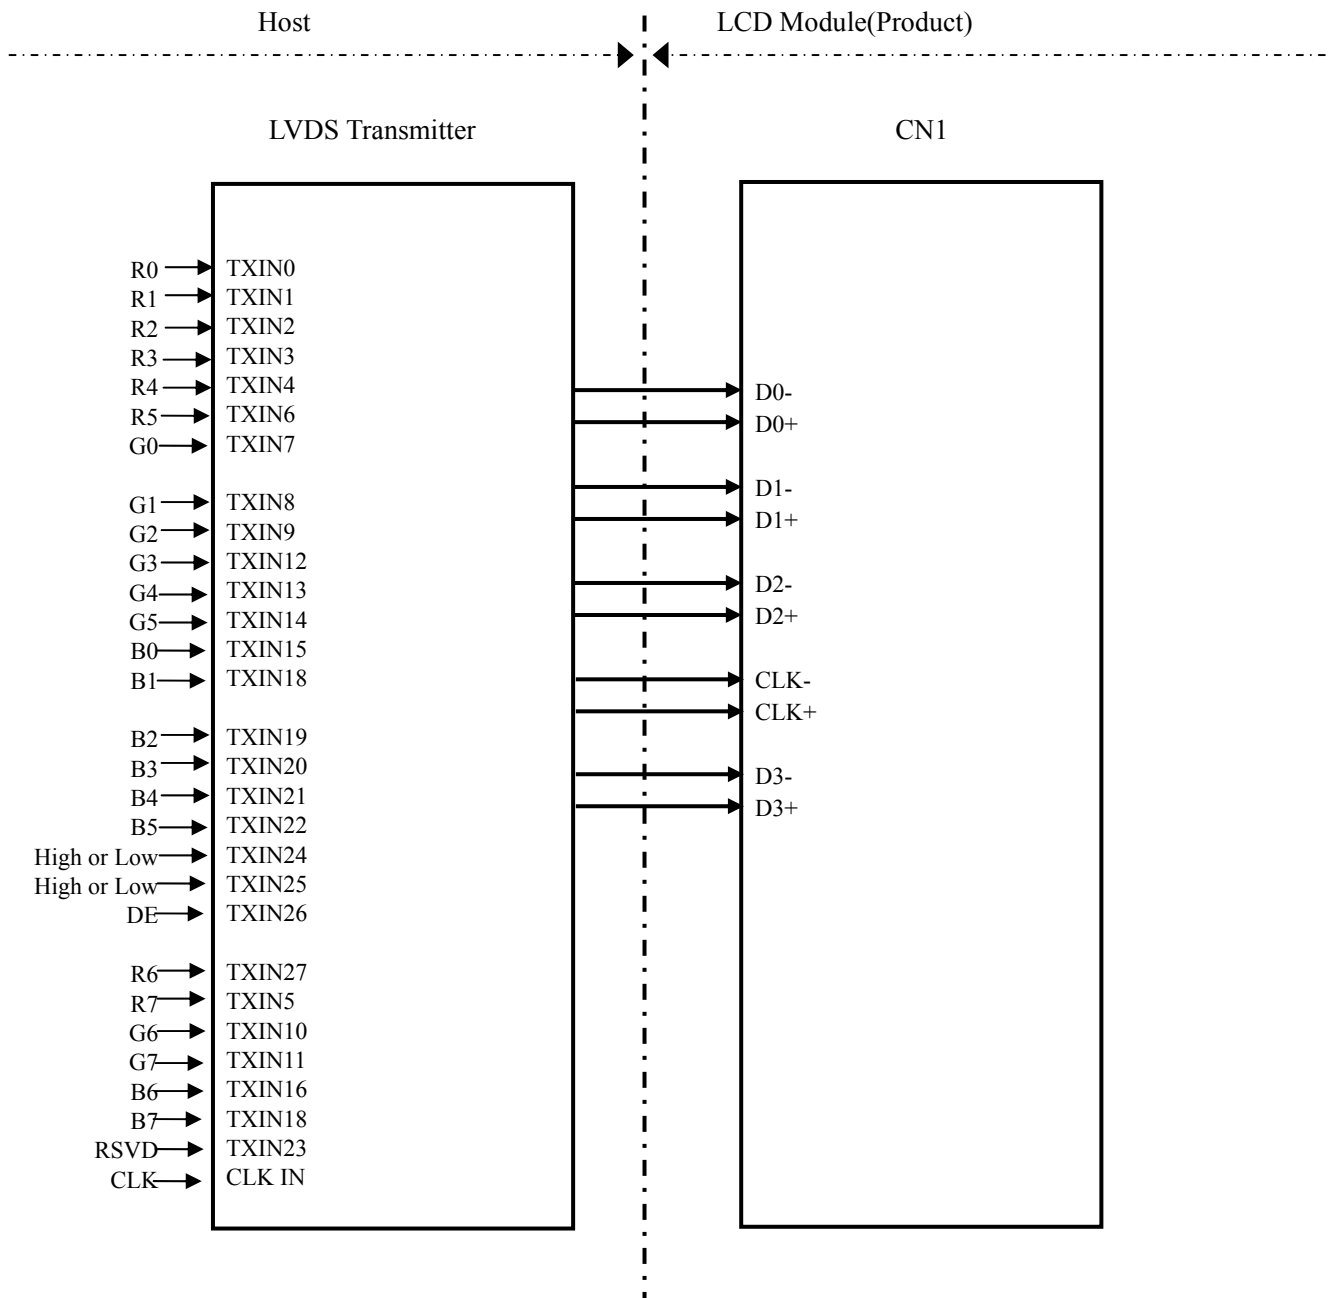 Host LCD Module(Product)
LVDS Transmitter CN1
R0 TXIN0
R1 TXIN1
R2 TXIN2
R3 TXIN3
R4 TXIN4
R5 TXIN6
G0 TXIN7
G1 TXIN8
G2 TXIN9
G3 TXIN12
G4 TXIN13
G5 TXIN14
B0 TXIN15
B1 TXIN18
B2 TXIN19
B3 TXIN20
B4 TXIN21
B5 TXIN22
High or Low TXIN24
High or Low TXIN25
DE TXIN26
R6 TXIN27
R7 TXIN5
G6 TXIN10
G7 TXIN11
B6 TXIN16
B7 TXIN18
RSVD TXIN23
CLK CLK IN
D0-
D0+
D1-
D1+
D2-
D2+
CLK-
CLK+
D3-
D3+